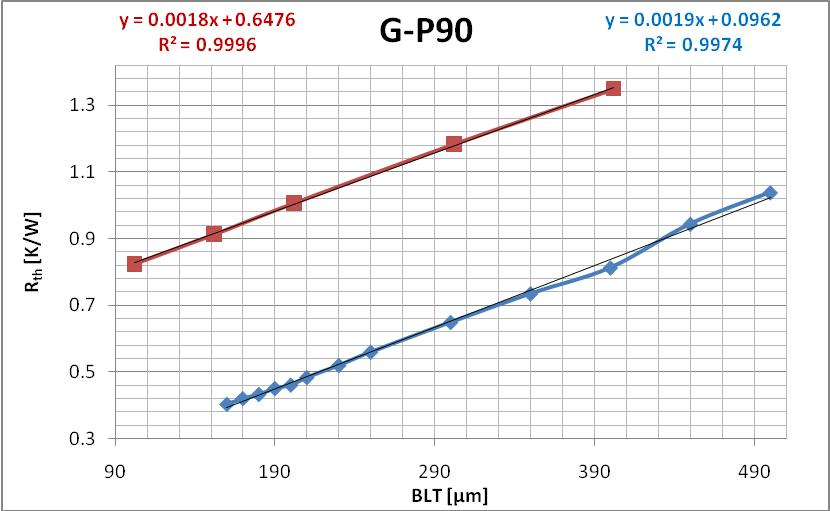 y = 0.0018x + 0.6476
R² = 0.9996
G-P90
y = 0.0019x + 0.0962
R² = 0.9974
1.3
1.1
0.9
0.7
0.5
0.3
Rth [K/W]
90 190 290 390 490
BLT [µm]